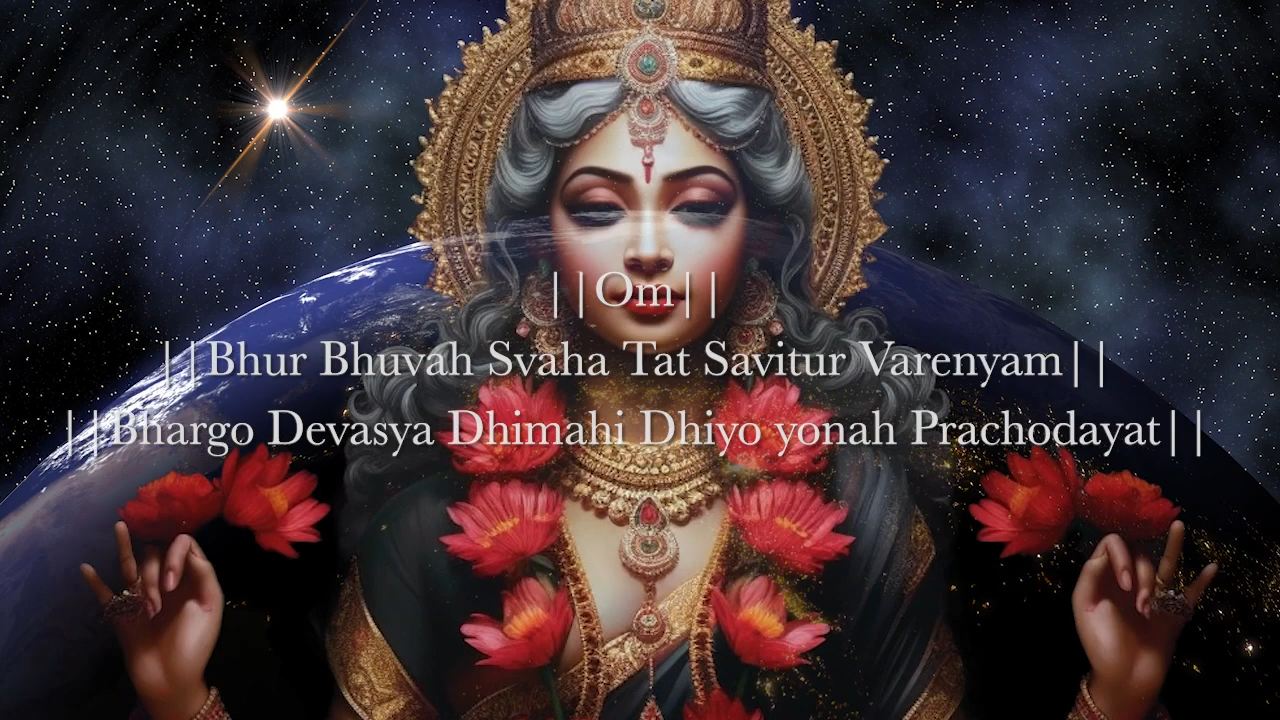 ||Om||
||Bhur Bhuvah Svaha Tat Savitur Varenyam||
||Bhargo Devasya Dhimahi Dhiyo yonah Prachodayat||